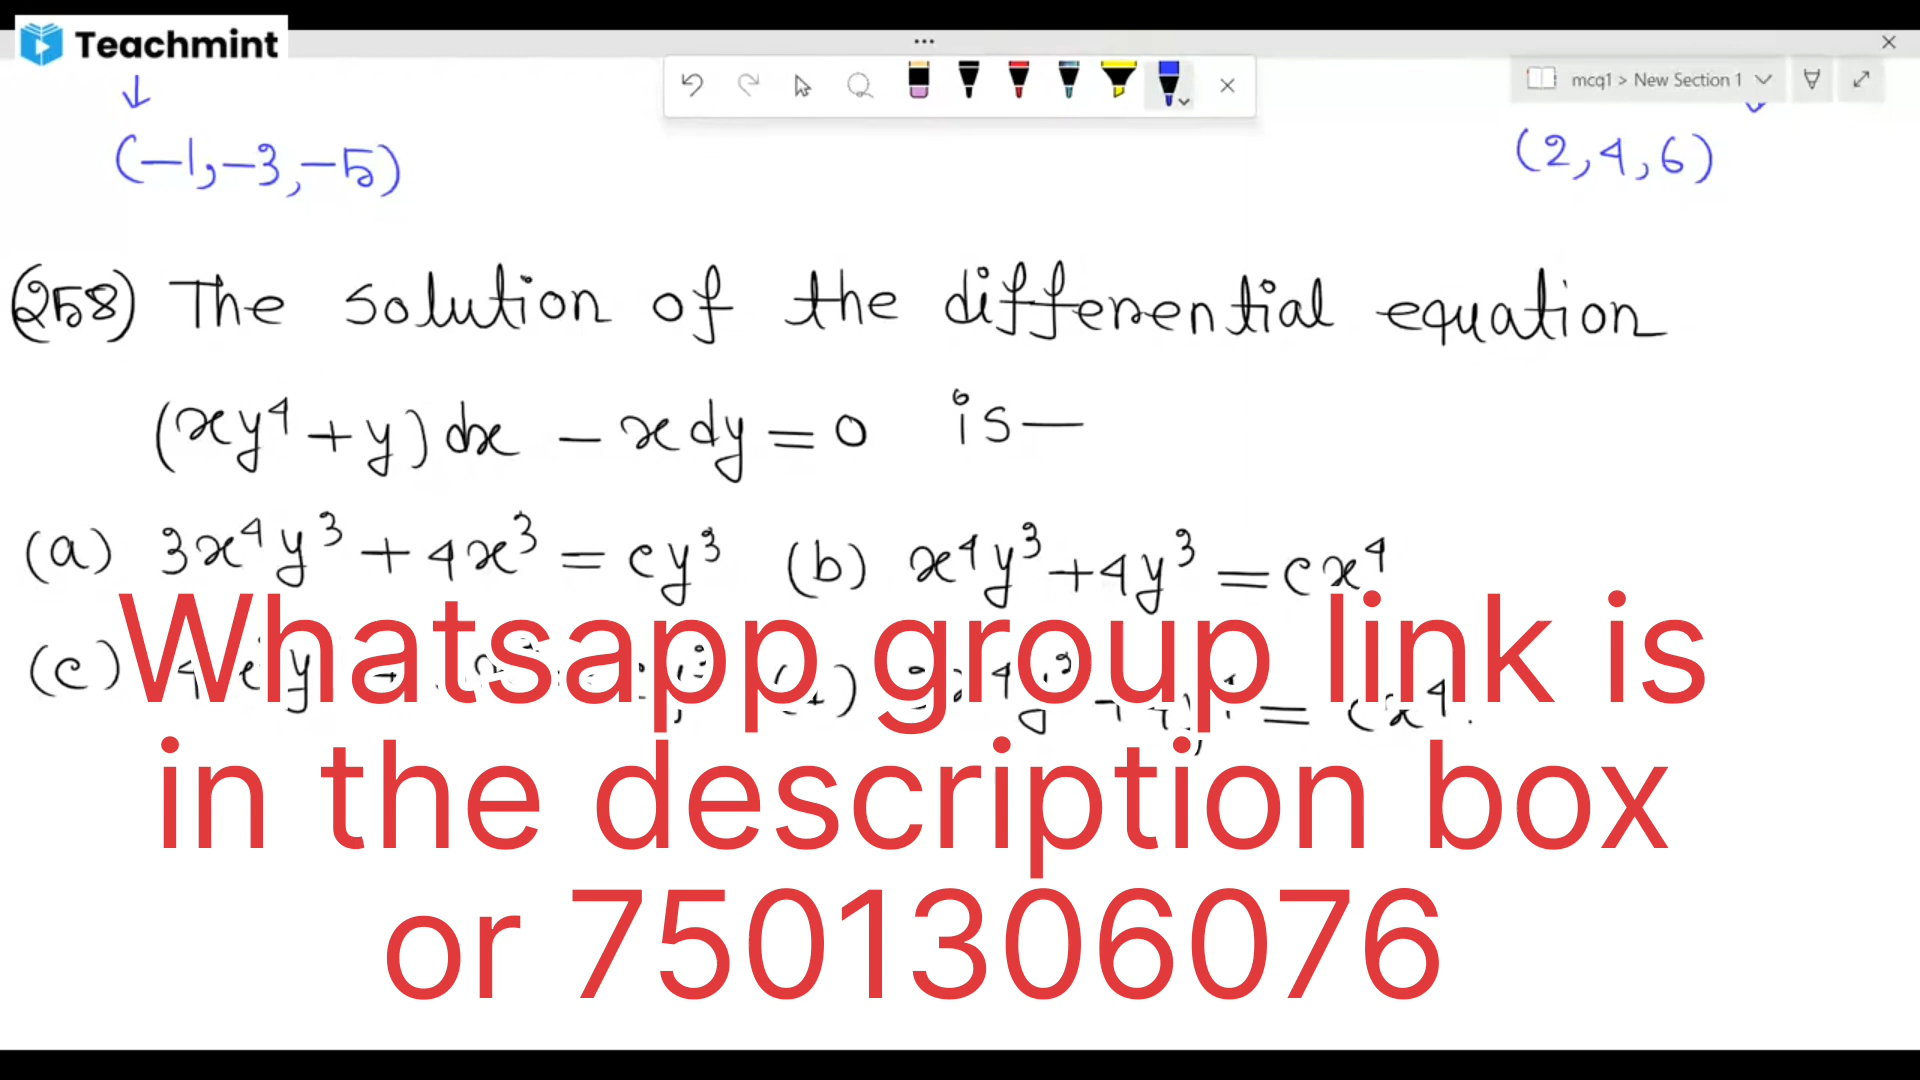 Teachmint
mcq1 > New Section 1
(-1,-3,-5)
(2,4,6)
(258) The solution of the differential equation
(xy⁴+y)dx - xdy = 0 is—
(a) 3x⁴y³ + 4x³ = cy³ (b) x⁴y³+4y³ = cx⁴
(c)
= cx⁴.
Whatsapp group link is
in the description box
or 7501306076